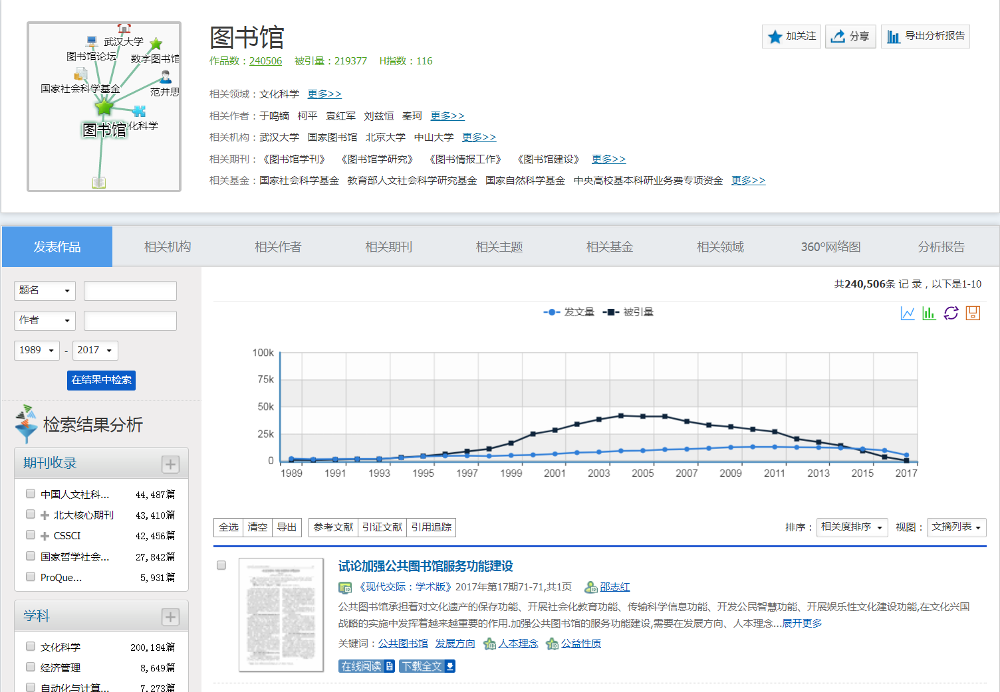 武汉大学
图书馆论坛
数字图书馆
国家社会科学基金
范并思
化科学
图书馆
图书馆
作品数：240506 被引量：219377 H指数：116
加关注
分享
导出分析报告
相关领域：文化科学 更多>>
相关作者：于鸣镝 柯平 袁红军 刘兹恒 秦珂 更多>>
相关机构：武汉大学 国家图书馆 北京大学 中山大学 更多>>
相关期刊：《图书馆学刊》 《图书馆学研究》 《图书情报工作》 《图书馆建设》 更多>>
相关基金：国家社会科学基金 教育部人文社会科学研究基金 国家自然科学基金 中央高校基本科研业务费专项资金 更多>>
发表作品 相关机构 相关作者 相关期刊 相关主题 相关基金 相关领域 360º网络图 分析报告
题名
作者
1989 - 2017
在结果中检索
检索结果分析
期刊收录
中国人文社科... 44,487篇
北大核心期刊 43,410篇
CSSCI 42,456篇
国家哲学社会... 27,842篇
ProQue... 5,931篇
学科
文化科学 200,184篇
经济管理 8,649篇
自动化与计算... 7,273篇
共240,506条 记 录，以下是1-10
发文量 被引量
100k
75k
50k
25k
0
1989 1991 1993 1995 1997 1999 2001 2003 2005 2007 2009 2011 2013 2015 2017
全选 清空 导出 参考文献 引证文献 引用追踪
排序： 相关度排序 视图： 文摘列表
试论加强公共图书馆服务功能建设
《现代交际：学术版》2017年第17期71-71,共1页 邵志红
公共图书馆承担着对文化遗产的保存功能、开展社会化教育功能、传输科学信息功能、开发公民智慧功能、开展娱乐性文化建设功能,在文化兴国
战略的实施中发挥着越来越重要的作用.加强公共图书馆的服务功能建设,需要在发展方向、人本理念...展开更多
关键词：公共图书馆 发展方向 人本理念 公益性质
在线阅读 下载全文